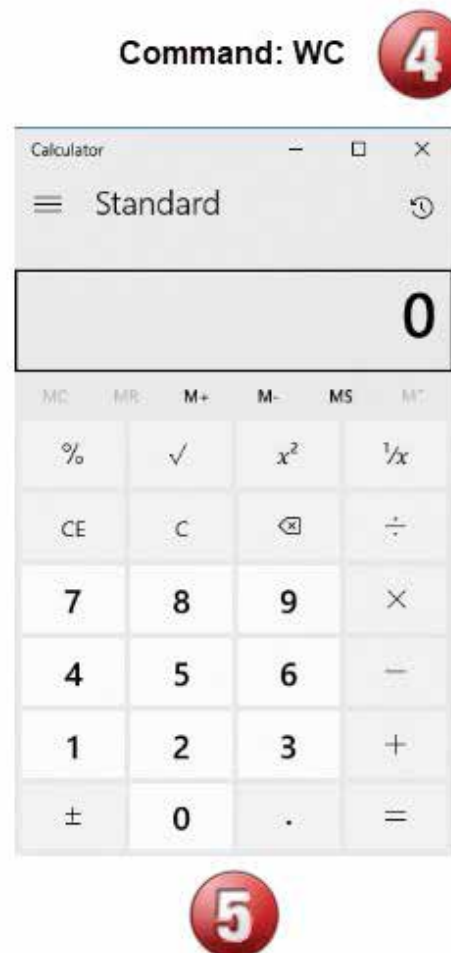 Command: WC 4
Calculator
Standard
0
MC MR M+ M- MS M˅
% √ x² ¹/x
CE C ÷
7 8 9 ×
4 5 6 −
1 2 3 +
± 0 . =
5